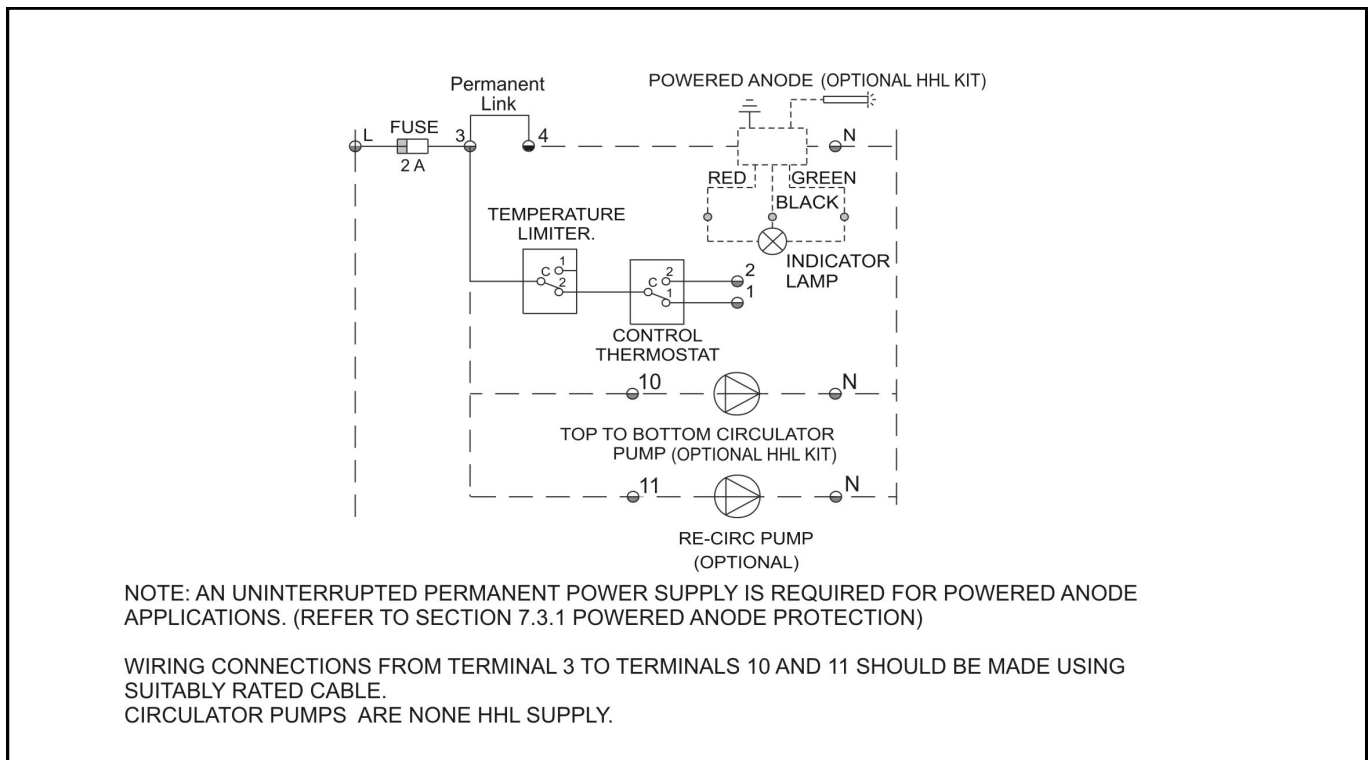 POWERED ANODE (OPTIONAL HHL KIT)
Permanent
Link
L
FUSE
2 A
3
4
N
RED
GREEN
BLACK
TEMPERATURE
LIMITER.
INDICATOR
LAMP
C
1
2
C
2
1
2
1
CONTROL
THERMOSTAT
10
N
TOP TO BOTTOM CIRCULATOR
PUMP (OPTIONAL HHL KIT)
11
N
RE-CIRC PUMP
(OPTIONAL)
NOTE: AN UNINTERRUPTED PERMANENT POWER SUPPLY IS REQUIRED FOR POWERED ANODE
APPLICATIONS. (REFER TO SECTION 7.3.1 POWERED ANODE PROTECTION)
WIRING CONNECTIONS FROM TERMINAL 3 TO TERMINALS 10 AND 11 SHOULD BE MADE USING
SUITABLY RATED CABLE.
CIRCULATOR PUMPS ARE NONE HHL SUPPLY.